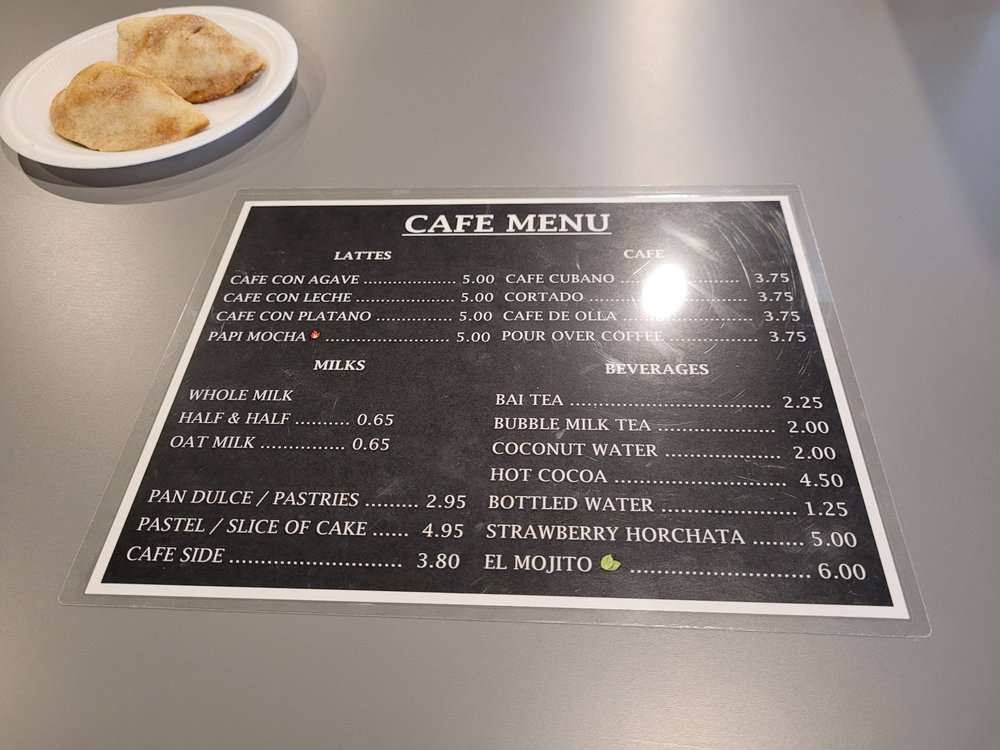 CAFE MENU
LATTES
CAFE CON AGAVE ........................ 5.00
CAFE CON LECHE ......................... 5.00
CAFE CON PLATANO ............... 5.00
PAPI MOCHA🔥 ......................... 5.00
CAFE
CAFE CUBANO ........................ 3.75
CORTADO ................................ 3.75
CAFE DE OLLA ......................... 3.75
POUR OVER COFFEE ................. 3.75
MILKS
WHOLE MILK
HALF & HALF .......... 0.65
OAT MILK ............... 0.65
PAN DULCE / PASTRIES ......... 2.95
PASTEL / SLICE OF CAKE ...... 4.95
CAFE SIDE .............................. 3.80
BEVERAGES
BAI TEA .................................. 2.25
BUBBLE MILK TEA .................... 2.00
COCONUT WATER ................... 2.00
HOT COCOA ............................ 4.50
BOTTLED WATER ...................... 1.25
STRAWBERRY HORCHATA ........ 5.00
EL MOJITO 🍃 ............................ 6.00